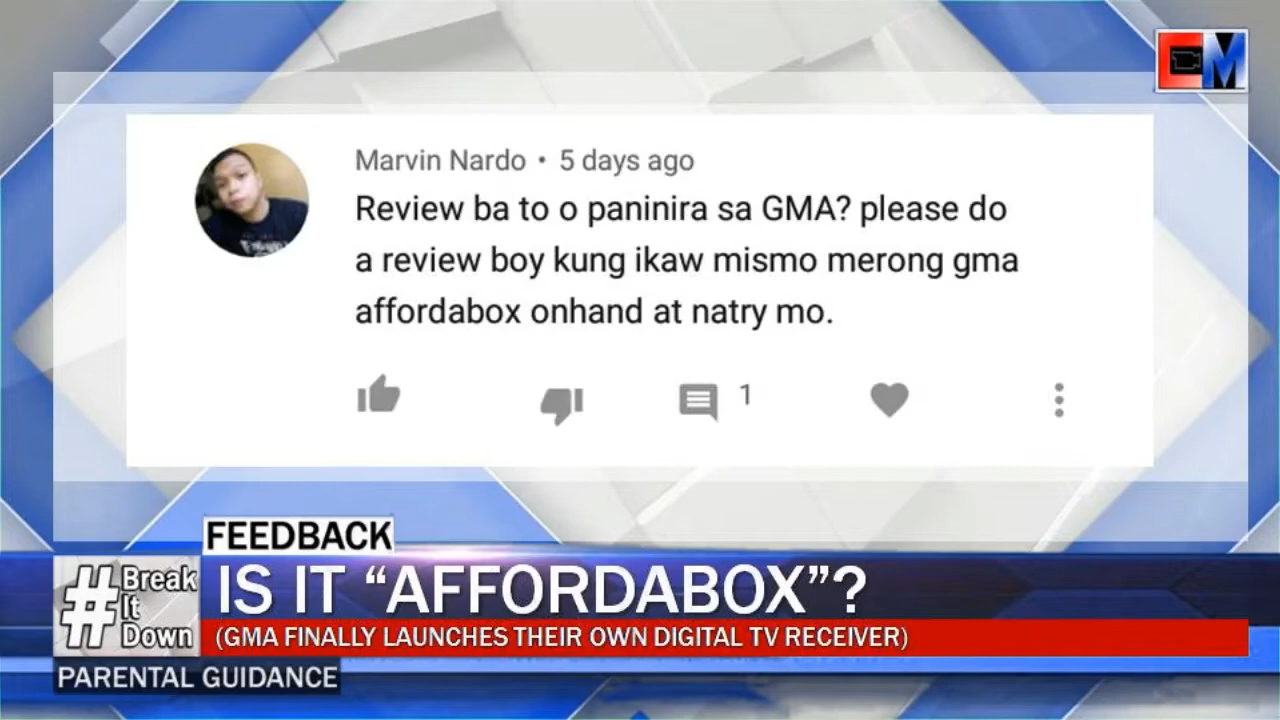 Marvin Nardo • 5 days ago
Review ba to o paninira sa GMA? please do
a review boy kung ikaw mismo merong gma
affordabox onhand at natry mo.
1
FEEDBACK
#Break
It
Down
IS IT “AFFORDABOX”?
(GMA FINALLY LAUNCHES THEIR OWN DIGITAL TV RECEIVER)
PARENTAL GUIDANCE